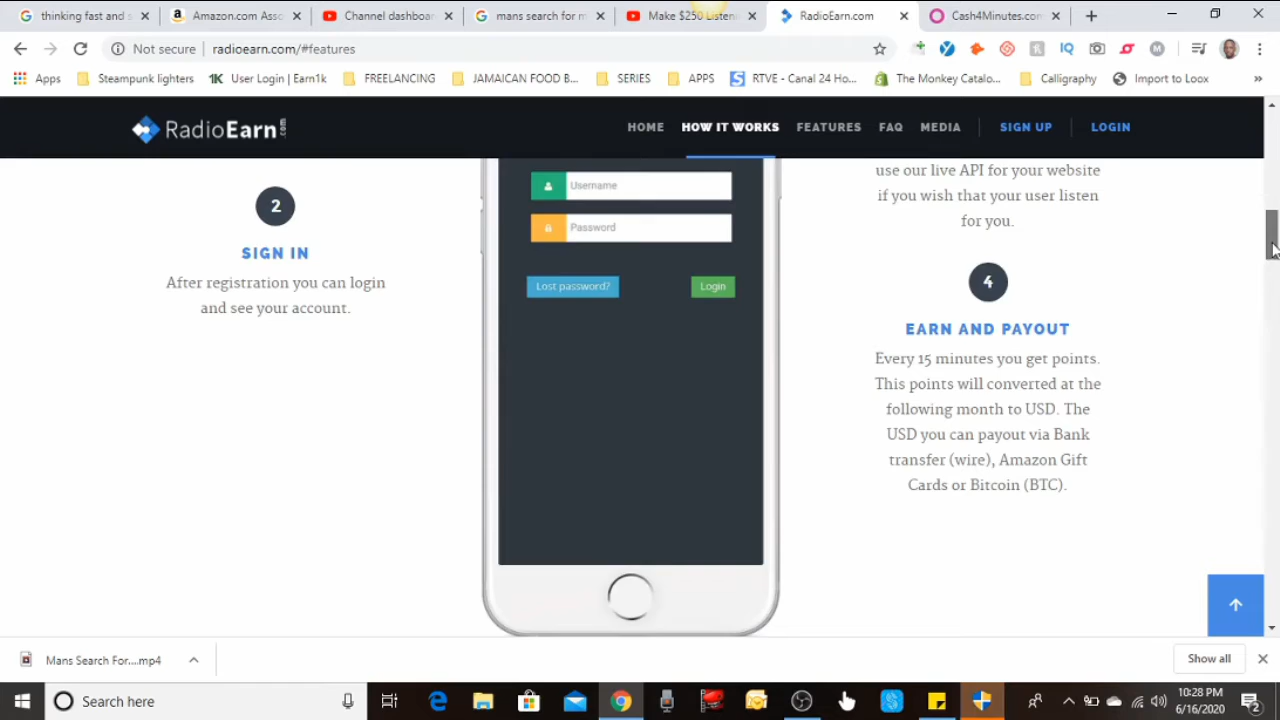 thinking fast and s
Amazon.com Asso
Channel dashboa
mans search for m
Make $250 Listen
RadioEarn.com
Cash4Minutes.com
Not secure
radioearn.com/#features
Apps
Steampunk lighters
1K User Login | Earn1k
FREELANCING
JAMAICAN FOOD B...
SERIES
APPS
RTVE - Canal 24 Ho...
The Monkey Catalo...
Calligraphy
Import to Loox
»
RadioEarn.com
HOME
HOW IT WORKS
FEATURES
FAQ
MEDIA
SIGN UP
LOGIN
2
SIGN IN
After registration you can login
and see your account.
Username
Password
Lost password?
Login
use our live API for your website
if you wish that your user listen
for you.
4
EARN AND PAYOUT
Every 15 minutes you get points.
This points will converted at the
following month to USD. The
USD you can payout via Bank
transfer (wire), Amazon Gift
Cards or Bitcoin (BTC).
Mans Search For....mp4
Show all
Search here
10:28 PM
6/16/2020
2